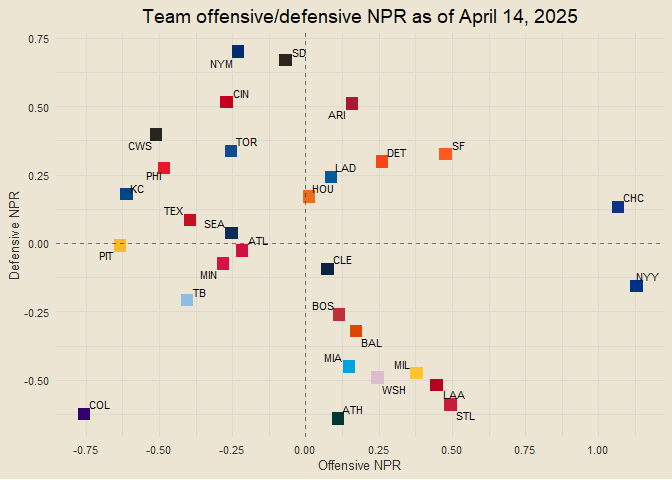 Team offensive/defensive NPR as of April 14, 2025
0.75
NYM
SD
CIN
0.50
ARI
CWS
TOR
SF
DET
PHI
LAD
0.25
KC
HOU
CHC
TEX
SEA
0.00
ATL
PIT
MIN
CLE
NYY
TB
-0.25
BOS
BAL
MIA
MIL
WSH
-0.50
LAA
COL
ATH
STL
-0.75
-0.50
-0.25
0.00
0.25
0.50
0.75
1.00
Offensive NPR
Defensive NPR